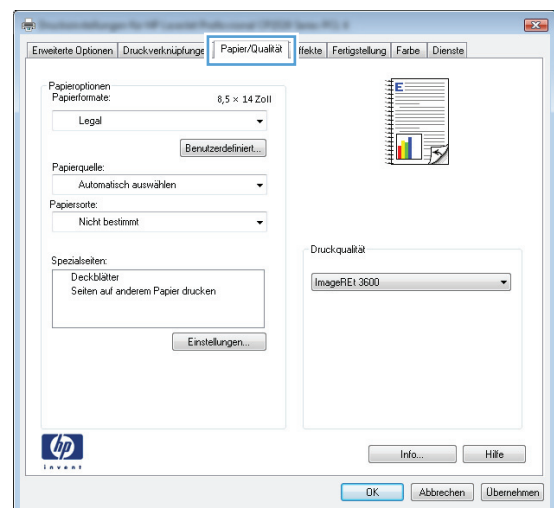 Erweiterte Optionen Druckverknüpfunge Papier/Qualität ffekte Fertigstellung Farbe Dienste
Papieroptionen
Papierformate: 8,5 × 14 Zoll
Legal
Benutzerdefiniert...
Papierquelle:
Automatisch auswählen
Papiersorte:
Nicht bestimmt
Spezialseiten:
Deckblätter
Seiten auf anderem Papier drucken
Einstellungen...
E
Druckqualität
ImageREt 3600
hp
invent
Info... Hilfe
OK Abbrechen Übernehmen